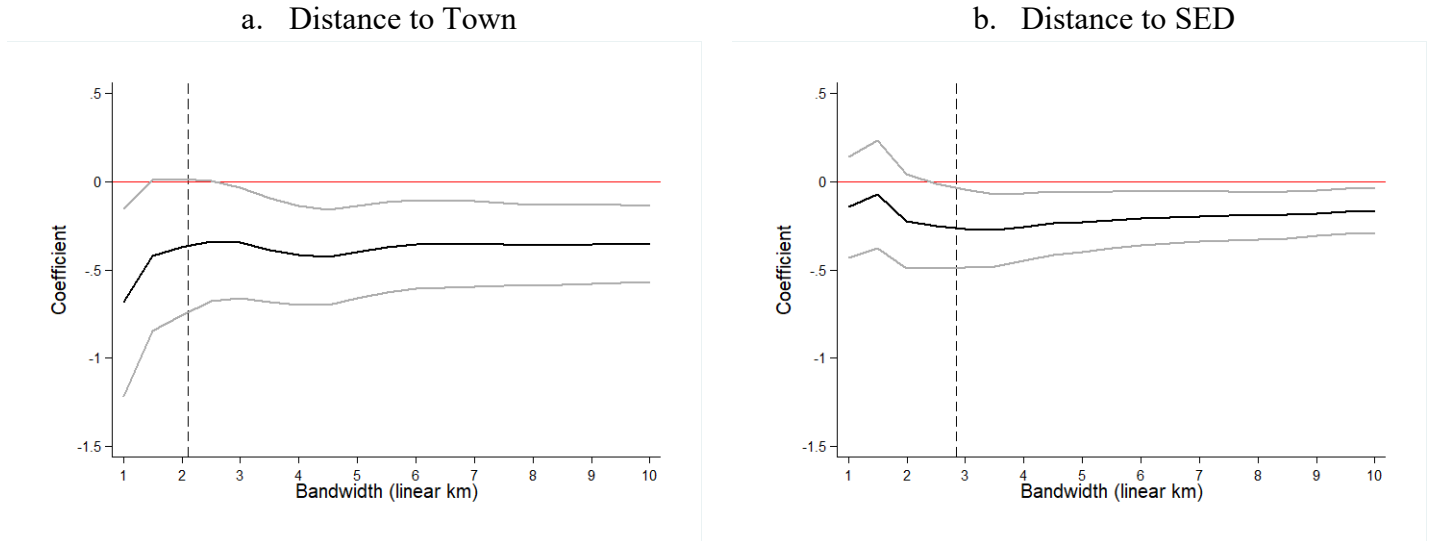 a. Distance to Town
.5
0
-.5
-1
-1.5
Coefficient
1 2 3 4 5 6 7 8 9 10
Bandwidth (linear km)
b. Distance to SED
.5
0
-.5
-1
-1.5
Coefficient
1 2 3 4 5 6 7 8 9 10
Bandwidth (linear km)